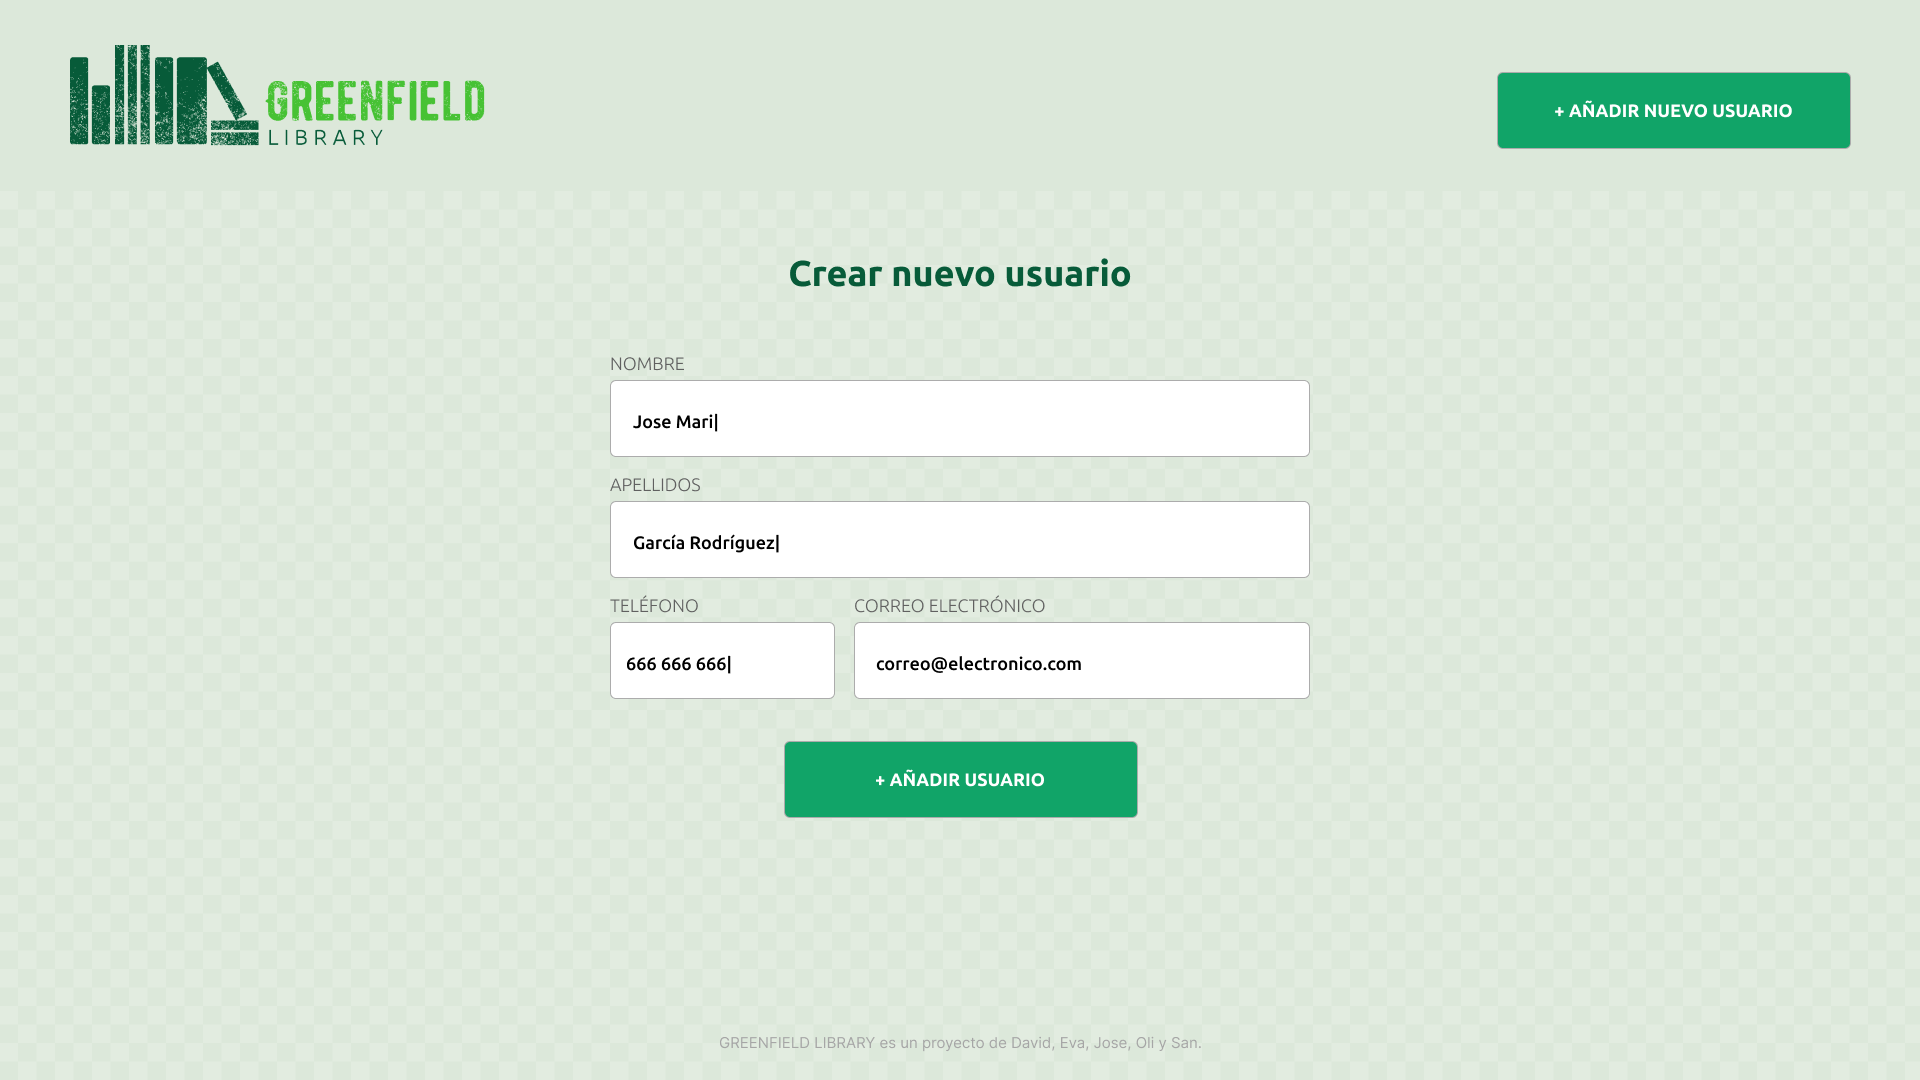 GREENFIELD
LIBRARY
+ AÑADIR NUEVO USUARIO
Crear nuevo usuario
NOMBRE
Jose Mari|
APELLIDOS
García Rodríguez|
TELÉFONO
CORREO ELECTRÓNICO
666 666 666|
correo@electronico.com
+ AÑADIR USUARIO
GREENFIELD LIBRARY es un proyecto de David, Eva, Jose, Oli y San.